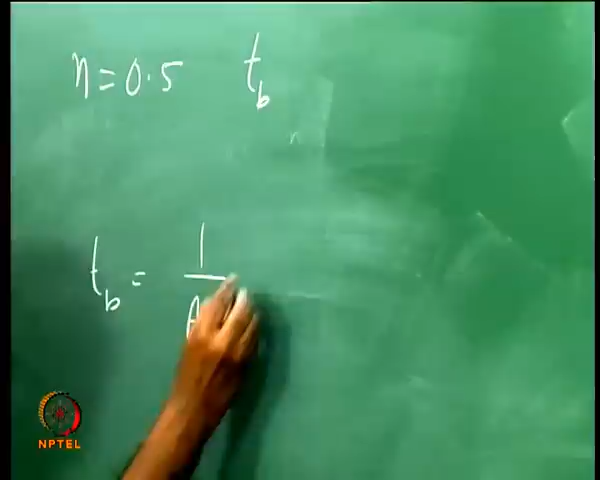 n = 0.5 t_b
t_b = 1 / A
NPTEL